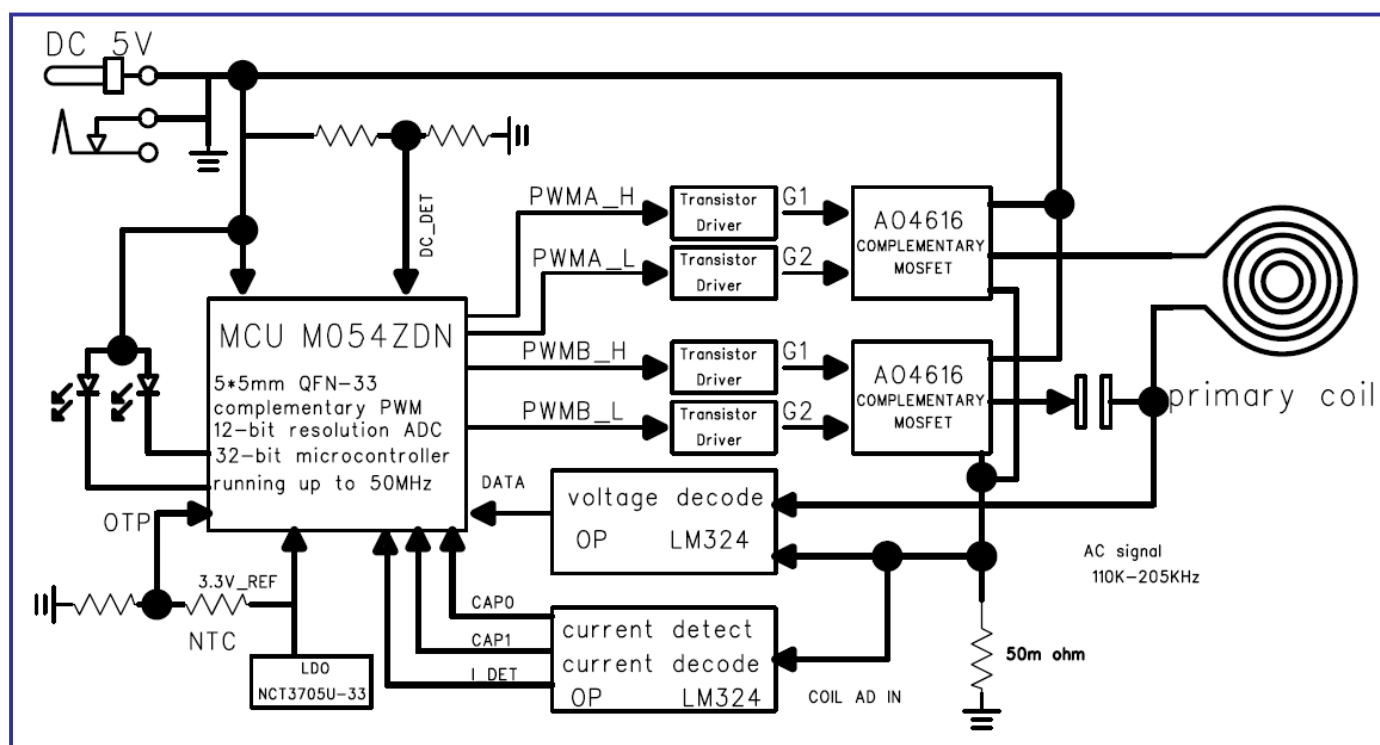 DC 5V
DC_DET
PWMA_H
Transistor
Driver
G1
PWMA_L
Transistor
Driver
G2
AO4616
COMPLEMENTARY
MOSFET
PWMB_H
Transistor
Driver
G1
PWMB_L
Transistor
Driver
G2
AO4616
COMPLEMENTARY
MOSFET
primary coil
MCU M054ZDN
5*5mm QFN-33
complementary PWM
12-bit resolution ADC
32-bit microcontroller
running up to 50MHz
DATA
voltage decode
OP LM324
AC signal
110K-205KHz
OTP
3.3V_REF
NTC
LDO
NCT3705U-33
CAP0
CAP1
I_DET
current detect
current decode
OP LM324
COIL AD IN
50m ohm